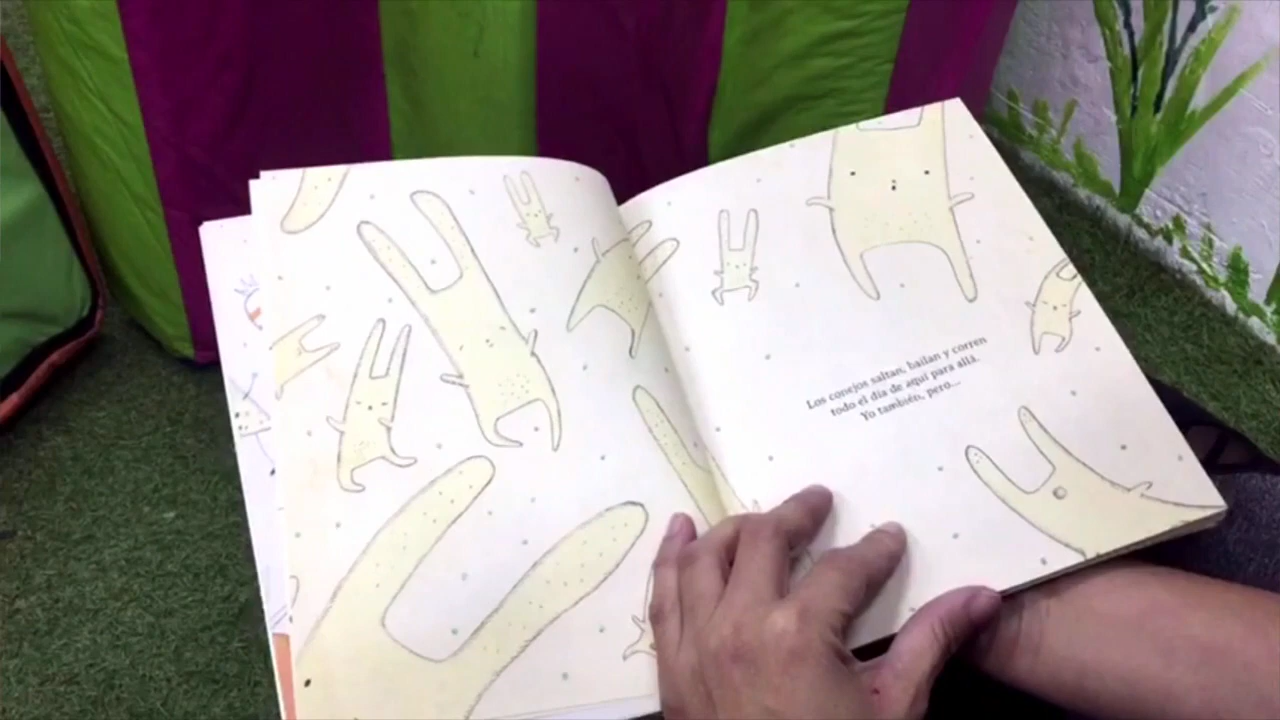 Los conejos saltan, bailan y corren
todo el día de aquí para allá.
Yo también, pero...